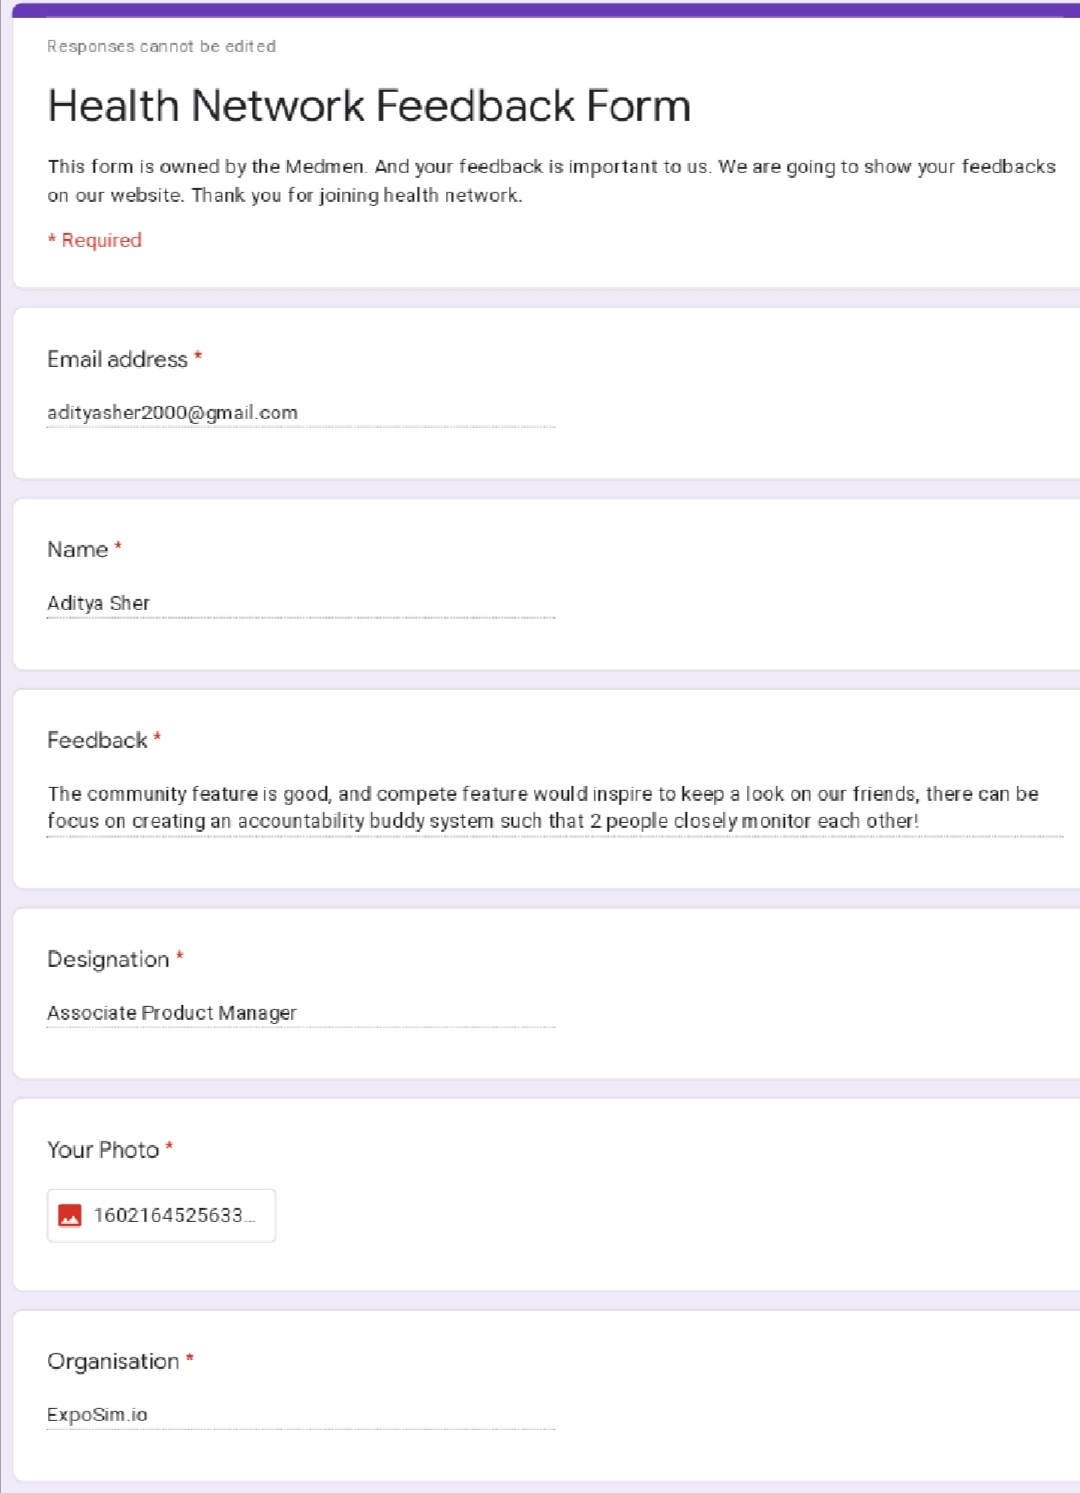 Responses cannot be edited
Health Network Feedback Form
This form is owned by the Medmen. And your feedback is important to us. We are going to show your feedbacks
on our website. Thank you for joining health network.
* Required
Email address *
adityasher2000@gmail.com
Name *
Aditya Sher
Feedback *
The community feature is good, and compete feature would inspire to keep a look on our friends, there can be
focus on creating an accountability buddy system such that 2 people closely monitor each other!
Designation *
Associate Product Manager
Your Photo *
1602164525633...
Organisation *
ExpoSim.io